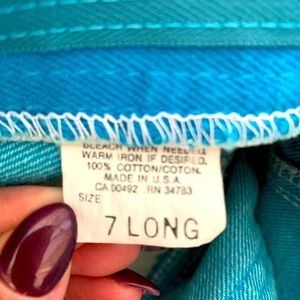 BLEACH WHEN NEEDED
WARM IRON IF DESIRED.
100% COTTON/COTON.
MADE IN U.S.A.
CA 00492 RN 34783
SIZE
7 LONG